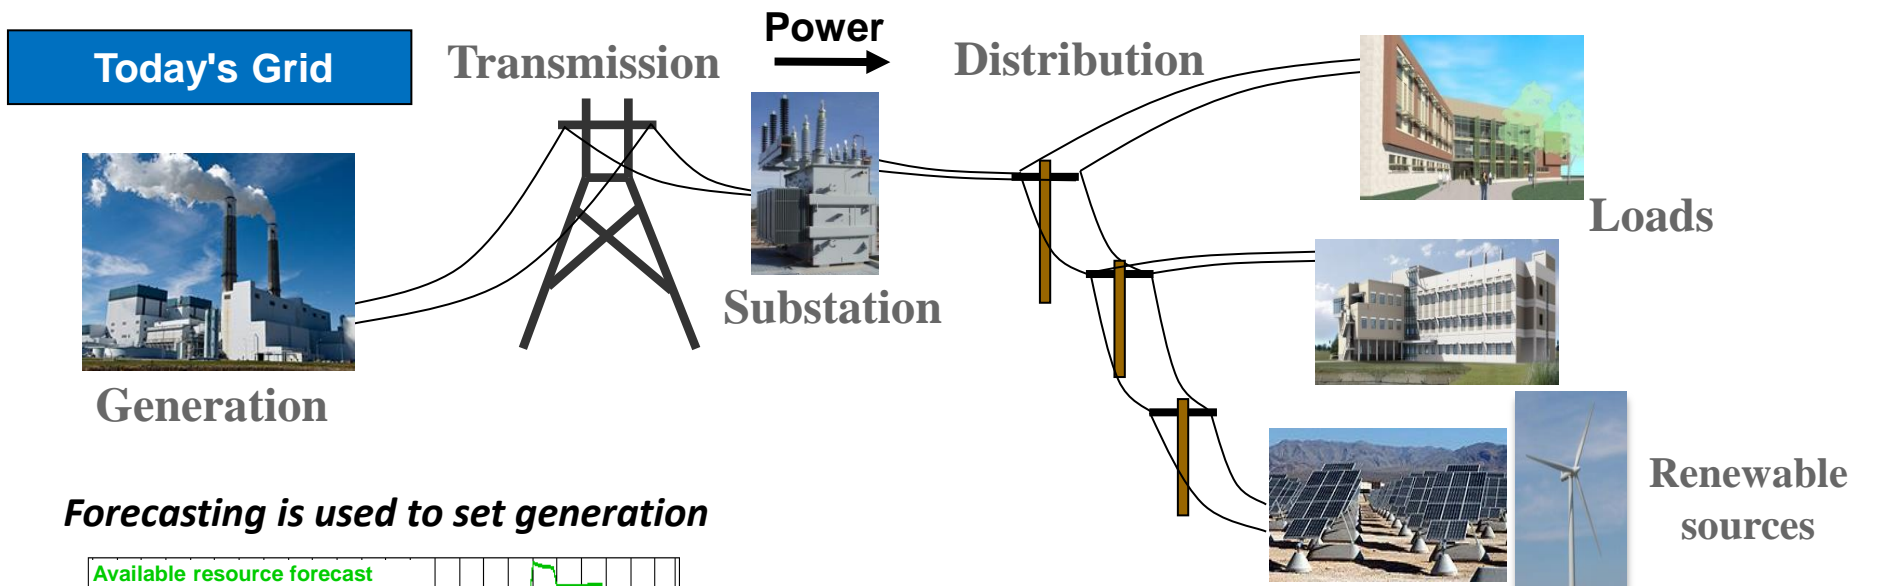 Today's Grid
Transmission
Power
Distribution
Loads
Substation
Generation
Renewable
sources
Forecasting is used to set generation
Available resource forecast